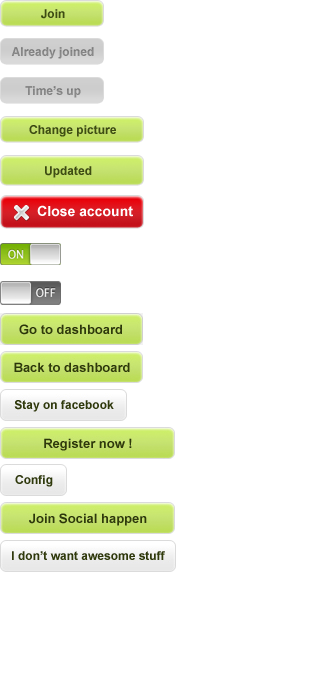 Join
Already joined
Time's up
Change picture
Updated
Close account
ON
OFF
Go to dashboard
Back to dashboard
Stay on facebook
Register now !
Config
Join Social happen
I don't want awesome stuff